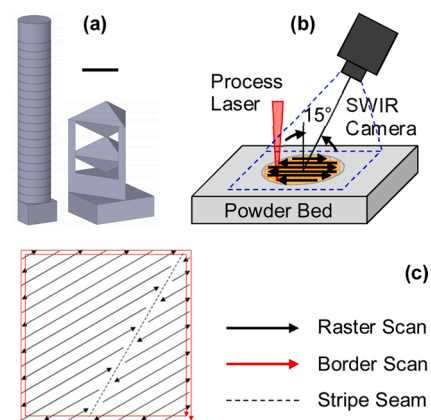 (a)
(b)
Process
Laser
15°
SWIR
Camera
Powder Bed
(c)
Raster Scan
Border Scan
Stripe Seam